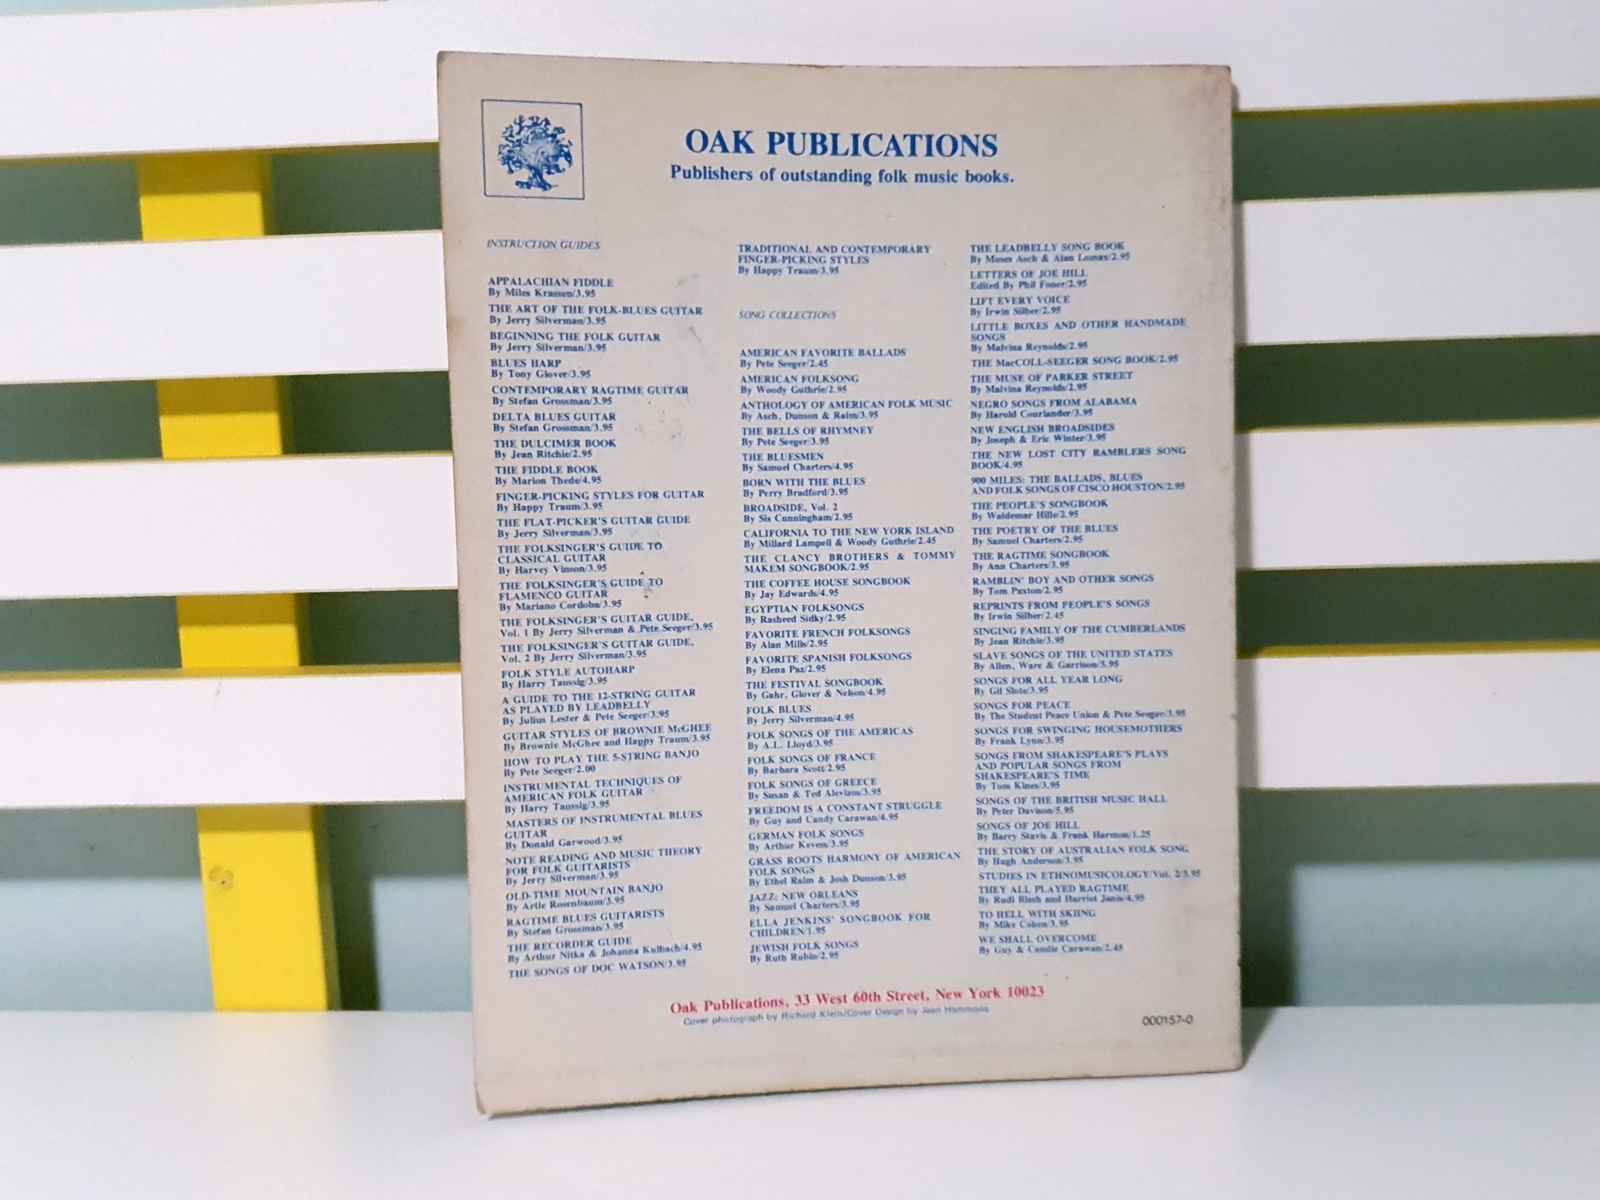 OAK PUBLICATIONS
Publishers of outstanding folk music books.
INSTRUCTION GUIDES
APPALACHIAN FIDDLE
By Miles Krassen/3.95
THE ART OF THE FOLK-BLUES GUITAR
By Jerry Silverman/3.95
BEGINNING THE FOLK GUITAR
By Jerry Silverman/3.95
BLUES HARP
By Tony Glover/3.95
CONTEMPORARY RAGTIME GUITAR
By Stefan Grossman/3.95
DELTA BLUES GUITAR
By Stefan Grossman/3.95
THE DULCIMER BOOK
By Jean Ritchie/2.95
THE FIDDLE BOOK
By Marion Thede/4.95
FINGER-PICKING STYLES FOR GUITAR
By Happy Traum/3.95
THE FLAT-PICKER'S GUITAR GUIDE
By Jerry Silverman/3.95
THE FOLKSINGER'S GUIDE TO
CLASSICAL GUITAR
By Harvey Vinson/3.95
THE FOLKSINGER'S GUIDE TO
FLAMENCO GUITAR
By Mariano Cordoba/3.95
THE FOLKSINGER'S GUITAR GUIDE,
Vol. 1 By Jerry Silverman & Pete Seeger/3.95
THE FOLKSINGER'S GUITAR GUIDE,
Vol. 2 By Jerry Silverman/3.95
FOLK STYLE AUTOHARP
By Harry Taussig/3.95
A GUIDE TO THE 12-STRING GUITAR
AS PLAYED BY LEADBELLY
By Julius Lester & Pete Seeger/3.95
GUITAR STYLES OF BROWNIE McGHEE
By Brownie McGhee and Happy Traum/3.95
HOW TO PLAY THE 5-STRING BANJO
By Pete Seeger/2.00
INSTRUMENTAL TECHNIQUES OF
AMERICAN FOLK GUITAR
By Harry Taussig/3.95
MASTERS OF INSTRUMENTAL BLUES
GUITAR
By Donald Garwood/3.95
NOTE READING AND MUSIC THEORY
FOR FOLK GUITARISTS
By Jerry Silverman/3.95
OLD-TIME MOUNTAIN BANJO
By Artie Rosenbaum/3.95
RAGTIME BLUES GUITARISTS
By Stefan Grossman/3.95
THE RECORDER GUIDE
By Arthur Nitka & Johanna Kulbach/4.95
THE SONGS OF DOC WATSON/3.95
TRADITIONAL AND CONTEMPORARY
FINGER-PICKING STYLES
By Happy Traum/3.95
SONG COLLECTIONS
AMERICAN FAVORITE BALLADS
By Pete Seeger/2.45
AMERICAN FOLKSONG
By Woody Guthrie/2.95
ANTHOLOGY OF AMERICAN FOLK MUSIC
By Asch, Dunson & Raim/3.95
THE BELLS OF RHYMNEY
By Pete Seeger/3.95
THE BLUESMEN
By Samuel Charters/4.95
BORN WITH THE BLUES
By Perry Bradford/3.95
BROADSIDE, Vol. 2
By Sis Cunningham/2.95
CALIFORNIA TO THE NEW YORK ISLAND
By Millard Lampell & Woody Guthrie/2.45
THE CLANCY BROTHERS & TOMMY
MAKEM SONGBOOK/2.95
THE COFFEE HOUSE SONGBOOK
By Jay Edwards/4.95
EGYPTIAN FOLKSONGS
By Rasheed Sidky/2.95
FAVORITE FRENCH FOLKSONGS
By Alan Mills/2.95
FAVORITE SPANISH FOLKSONGS
By Elena Paz/2.95
THE FESTIVAL SONGBOOK
By Gahr, Glover & Nelson/4.95
FOLK BLUES
By Jerry Silverman/4.95
FOLK SONGS OF THE AMERICAS
By A.L. Lloyd/3.95
FOLK SONGS OF FRANCE
By Barbara Scott/2.95
FOLK SONGS OF GREECE
By Susan & Ted Alevizos/3.95
FREEDOM IS A CONSTANT STRUGGLE
By Guy and Candy Carawan/4.95
GERMAN FOLK SONGS
By Arthur Kevess/3.95
GRASS ROOTS HARMONY OF AMERICAN
FOLK SONGS
By Ethel Raim & Josh Dunson/3.95
JAZZ: NEW ORLEANS
By Samuel Charters/3.95
ELLA JENKINS' SONGBOOK FOR
CHILDREN/1.95
JEWISH FOLK SONGS
By Ruth Rubin/2.95
THE LEADBELLY SONG BOOK
By Moses Asch & Alan Lomax/2.95
LETTERS OF JOE HILL
Edited By Phil Foner/2.95
LIFT EVERY VOICE
By Irwin Silber/2.95
LITTLE BOXES AND OTHER HANDMADE
SONGS
By Malvina Reynolds/2.95
THE MacCOLL-SEEGER SONG BOOK/2.95
THE MUSE OF PARKER STREET
By Malvina Reynolds/2.95
NEGRO SONGS FROM ALABAMA
By Harold Courlander/3.95
NEW ENGLISH BROADSIDES
By Joseph & Eric Winter/3.95
THE NEW LOST CITY RAMBLERS SONG
BOOK/4.95
900 MILES: THE BALLADS, BLUES
AND FOLK SONGS OF CISCO HOUSTON/2.95
THE PEOPLE'S SONGBOOK
By Waldemar Hille/2.95
THE POETRY OF THE BLUES
By Samuel Charters/2.95
THE RAGTIME SONGBOOK
By Ann Charters/3.95
RAMBLIN' BOY AND OTHER SONGS
By Tom Paxton/2.95
REPRINTS FROM PEOPLE'S SONGS
By Irwin Silber/2.45
SINGING FAMILY OF THE CUMBERLANDS
By Jean Ritchie/3.95
SLAVE SONGS OF THE UNITED STATES
By Allen, Ware & Garrison/5.95
SONGS FOR ALL YEAR LONG
By Gil Slote/3.95
SONGS FOR PEACE
By The Student Peace Union & Pete Seeger/3.95
SONGS FOR SWINGING HOUSEMOTHERS
By Frank Lynn/3.95
SONGS FROM SHAKESPEARE'S PLAYS
AND POPULAR SONGS FROM
SHAKESPEARE'S TIME
By Tom Kines/3.95
SONGS OF THE BRITISH MUSIC HALL
By Peter Davison/5.95
SONGS OF JOE HILL
By Barry Stavis & Frank Harmon/1.25
THE STORY OF AUSTRALIAN FOLK SONG
By Hugh Anderson/3.95
STUDIES IN ETHNOMUSICOLOGY/Vol. 2/3.95
THEY ALL PLAYED RAGTIME
By Rudi Blesh and Harriet Janis/4.95
TO HELL WITH SKIING
By Mike Cohen/3.95
WE SHALL OVERCOME
By Guy & Candie Carawan/2.45
Oak Publications, 33 West 60th Street, New York 10023
Cover photograph by Richard Klein/Cover Design by Jean Hammons
000157-0